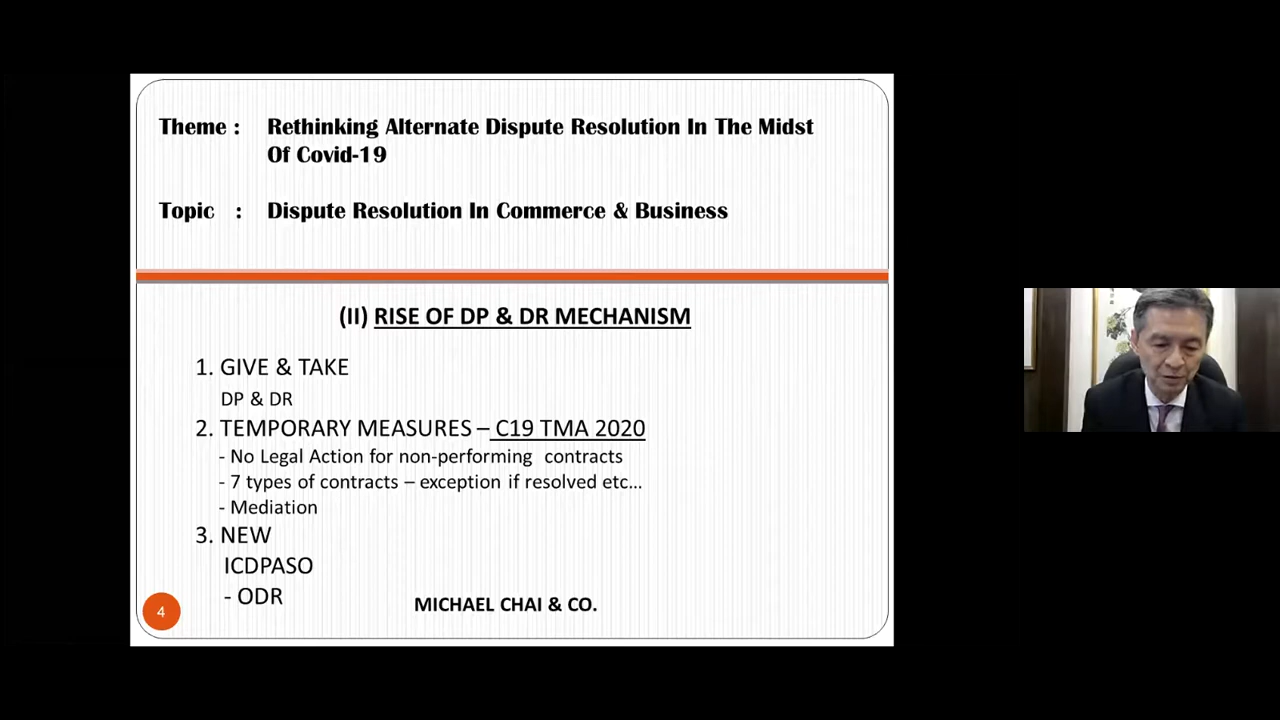 Theme : Rethinking Alternate Dispute Resolution In The Midst
Of Covid-19
Topic : Dispute Resolution In Commerce & Business
(II) RISE OF DP & DR MECHANISM
1. GIVE & TAKE
DP & DR
2. TEMPORARY MEASURES – C19 TMA 2020
- No Legal Action for non-performing contracts
- 7 types of contracts – exception if resolved etc...
- Mediation
3. NEW
ICDPASO
- ODR
4
MICHAEL CHAI & CO.